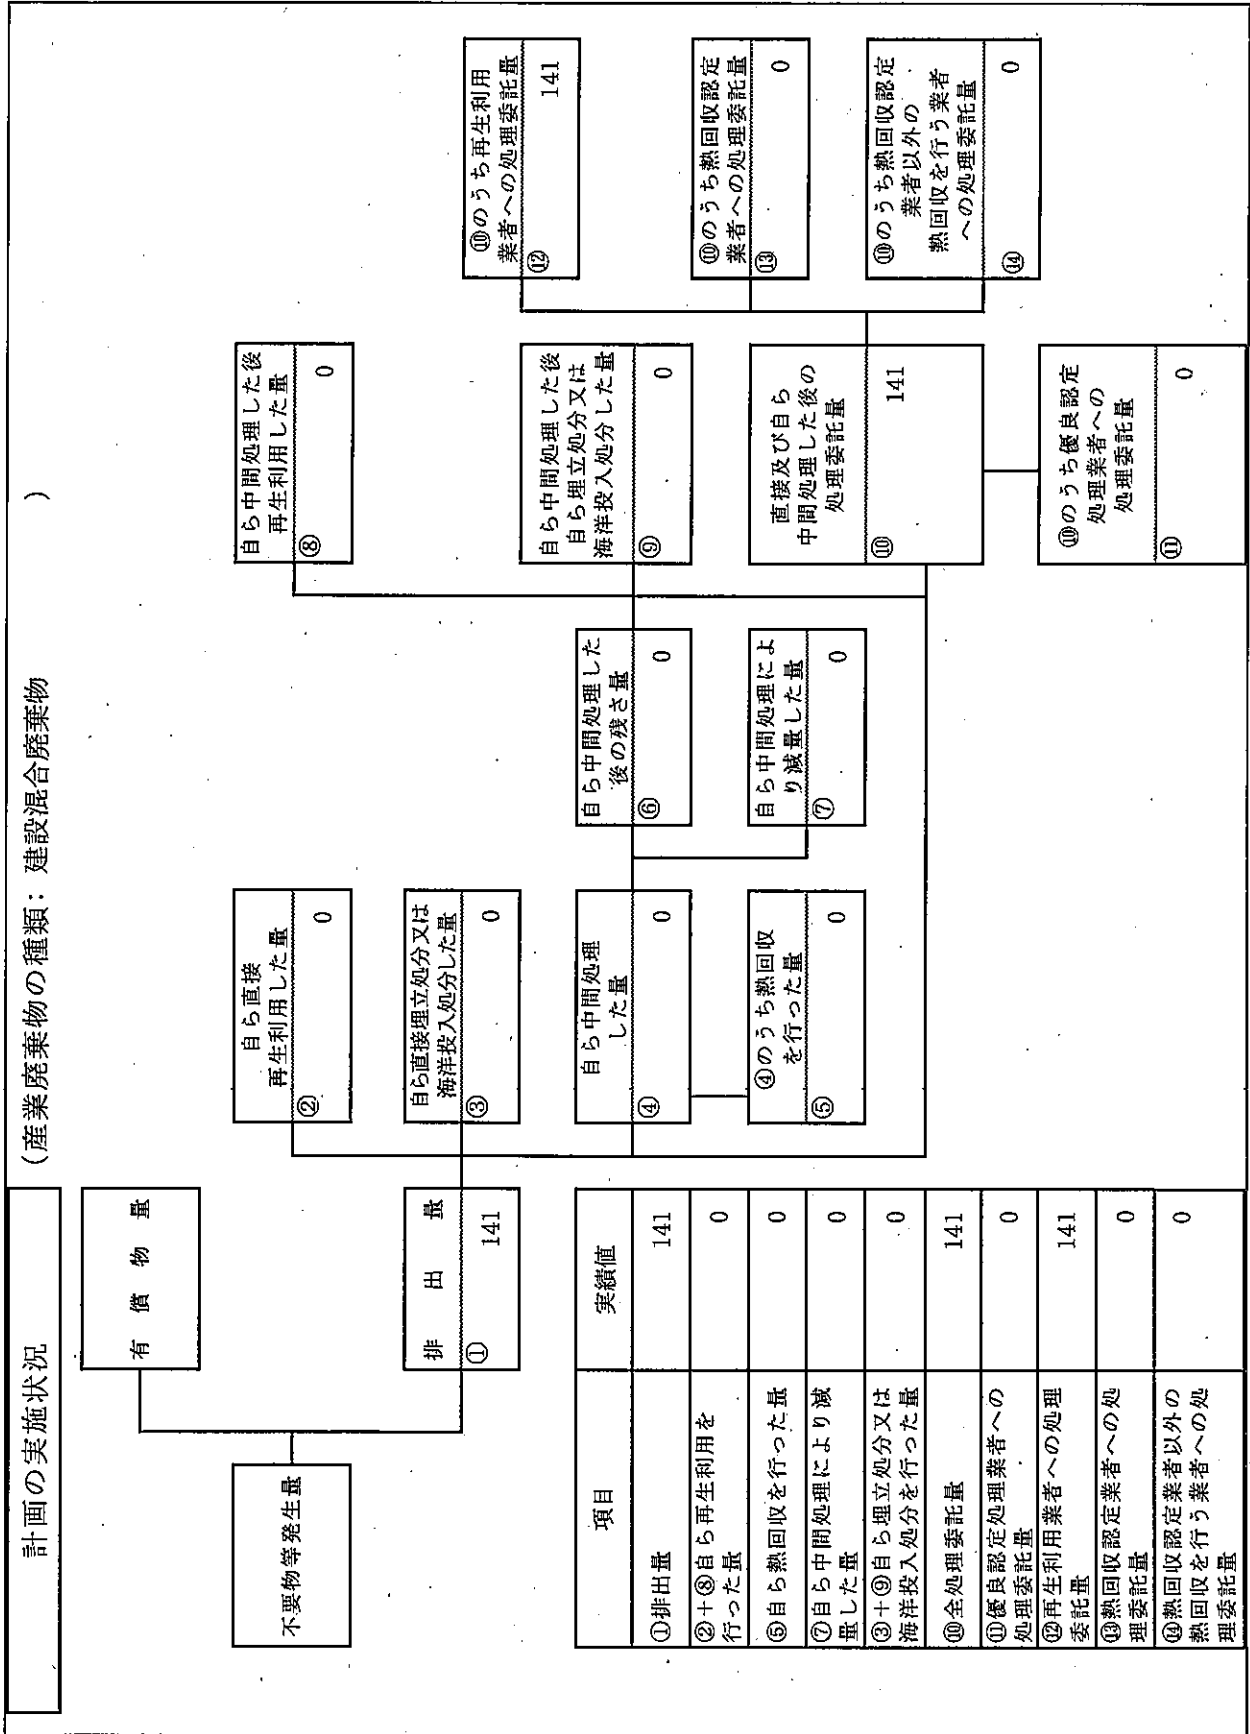 計画の実施状況
(産業廃棄物の種類：建設混合廃棄物 )
不要物等発生量
有償物量
排出量
① 141
自ら直接
再生利用した量
② 0
自ら直接埋立処分又は
海洋投入処分した量
③ 0
自ら中間処理
した量
④ 0
④のうち熱回収
を行った量
⑤ 0
自ら中間処理した
後の残さ量
⑥ 0
自ら中間処理によ
り減量した量
⑦ 0
自ら中間処理した後
再生利用した量
⑧ 0
自ら中間処理した後
自ら埋立処分又は
海洋投入処分した量
⑨ 0
直接及び自ら
中間処理した後の
処理委託量
⑩ 141
⑩のうち優良認定
処理業者への
処理委託量
⑪ 0
⑩のうち再生利用
業者への処理委託量
⑫ 141
⑩のうち熱回収認定
業者への処理委託量
⑬ 0
⑩のうち熱回収認定
業者以外の
熱回収を行う業者
への処理委託量
⑭ 0
項目 実績値
①排出量 141
②+⑧自ら再生利用を
行った量 0
⑤自ら熱回収を行った量 0
⑦自ら中間処理により減
量した量 0
③+⑨自ら埋立処分又は
海洋投入処分を行った量 0
⑩全処理委託量 141
⑪優良認定処理業者への
処理委託量 0
⑫再生利用業者への処理
委託量 141
⑬熱回収認定業者への処
理委託量 0
⑭熱回収認定業者以外の
熱回収を行う業者への処
理委託量 0